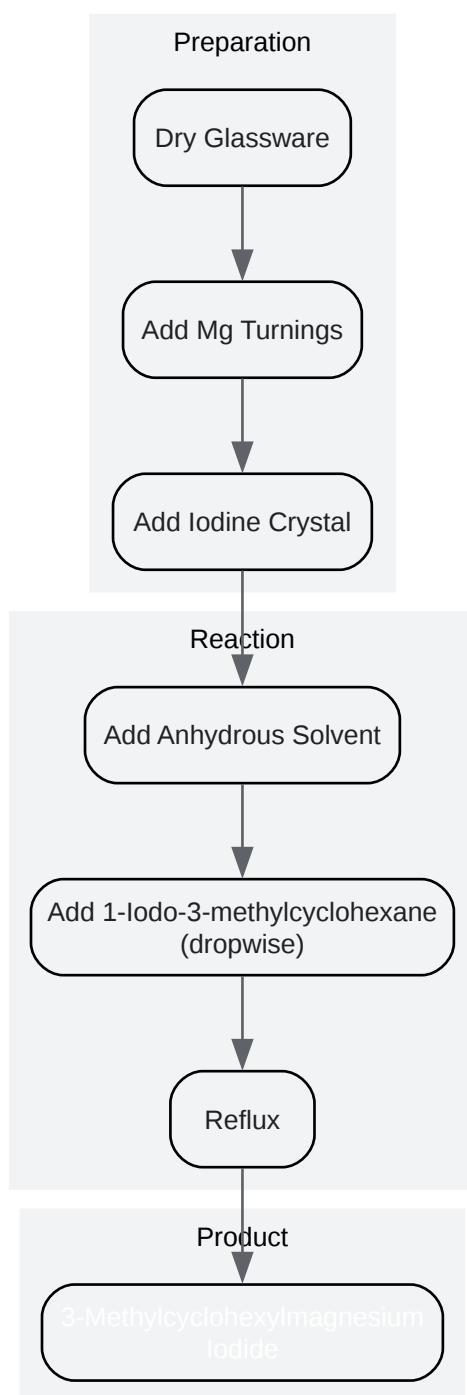 Preparation
Dry Glassware
Add Mg Turnings
Add Iodine Crystal
Reaction
Add Anhydrous Solvent
Add 1-Iodo-3-methylcyclohexane
(dropwise)
Reflux
Product
3-Methylcyclohexylmagnesium
Iodide